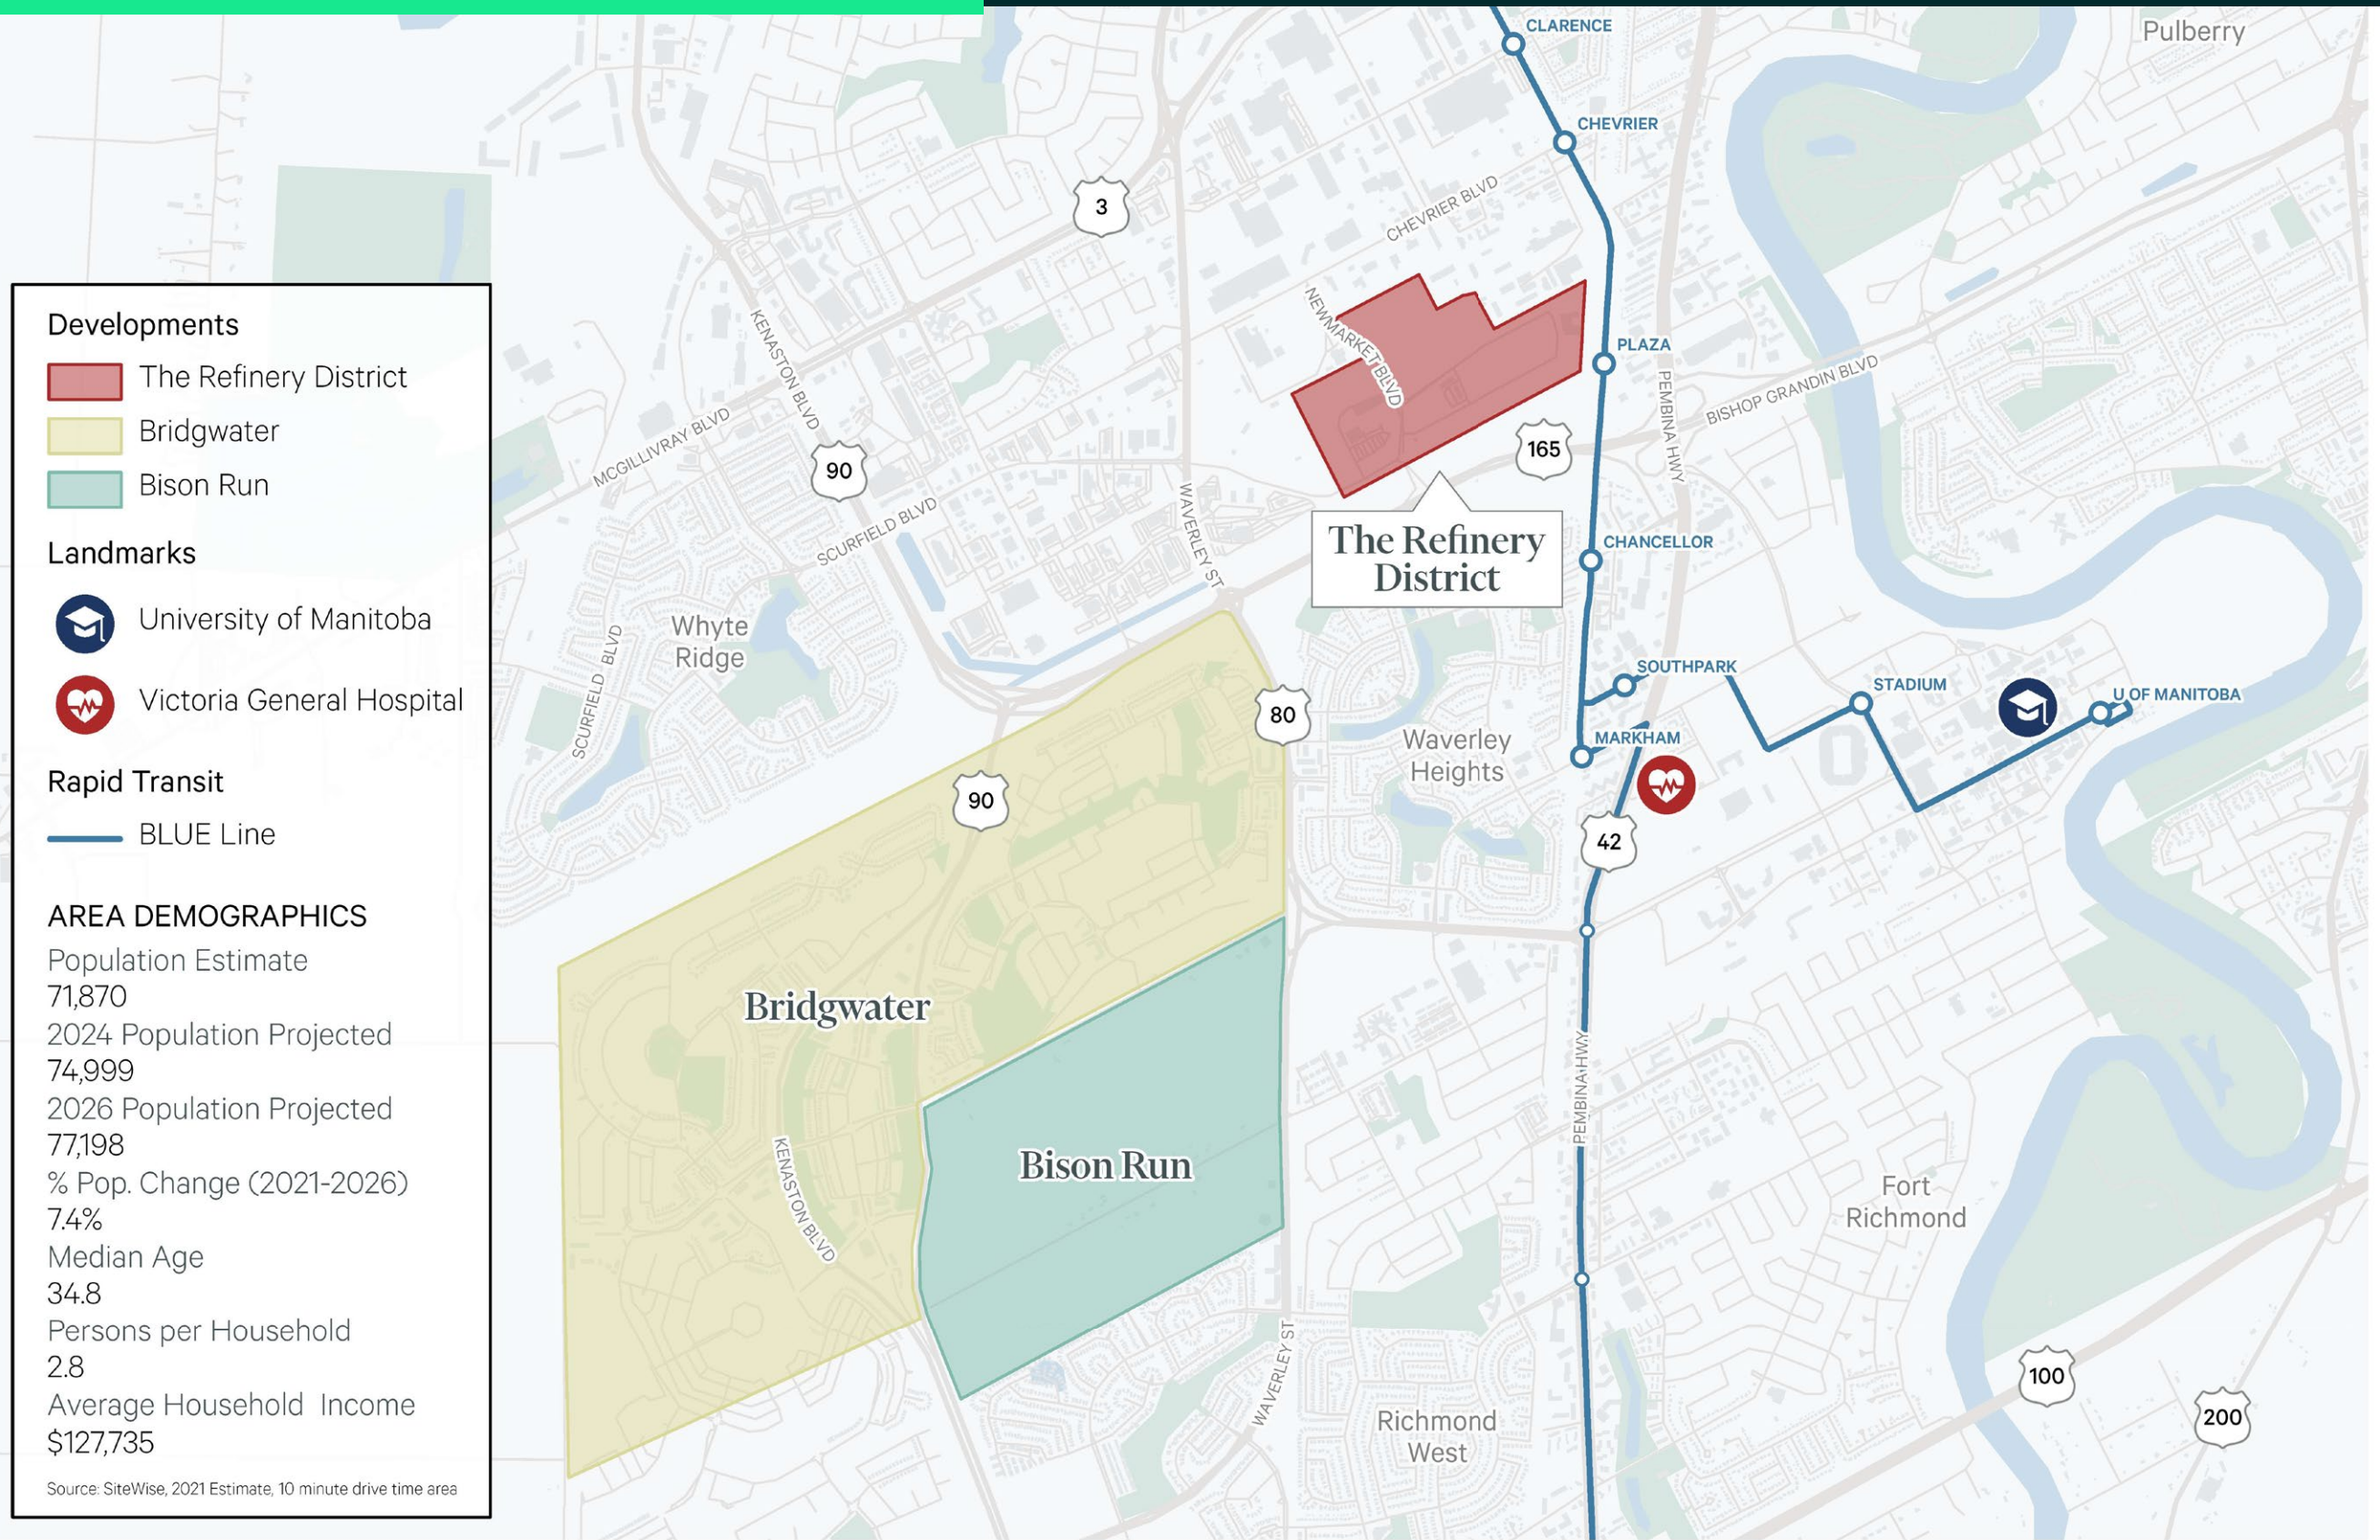 Developments
The Refinery District
Bridgwater
Bison Run
Landmarks
University of Manitoba
Victoria General Hospital
Rapid Transit
BLUE Line
AREA DEMOGRAPHICS
Population Estimate
71,870
2024 Population Projected
74,999
2026 Population Projected
77,198
% Pop. Change (2021-2026)
7.4%
Median Age
34.8
Persons per Household
2.8
Average Household Income
$127,735
Source: SiteWise, 2021 Estimate, 10 minute drive time area
CLARENCE
Pulberry
CHEVRIER
CHEVRIER BLVD
3
NEWMARKET BLVD
KENASTON BLVD
PLAZA
PEMBINA HWY
BISHOP GRANDIN BLVD
MCGILLIVRAY BLVD
90
165
SCURFIELD BLVD
WAVERLEY ST
The Refinery
District
CHANCELLOR
Whyte
Ridge
SCURFIELD BLVD
SOUTHPARK
STADIUM
U OF MANITOBA
80
Waverley
Heights
MARKHAM
90
42
Bridgwater
PEMBINA HWY
Bison Run
KENASTON BLVD
Fort
Richmond
WAVERLEY ST
Richmond
West
100
200